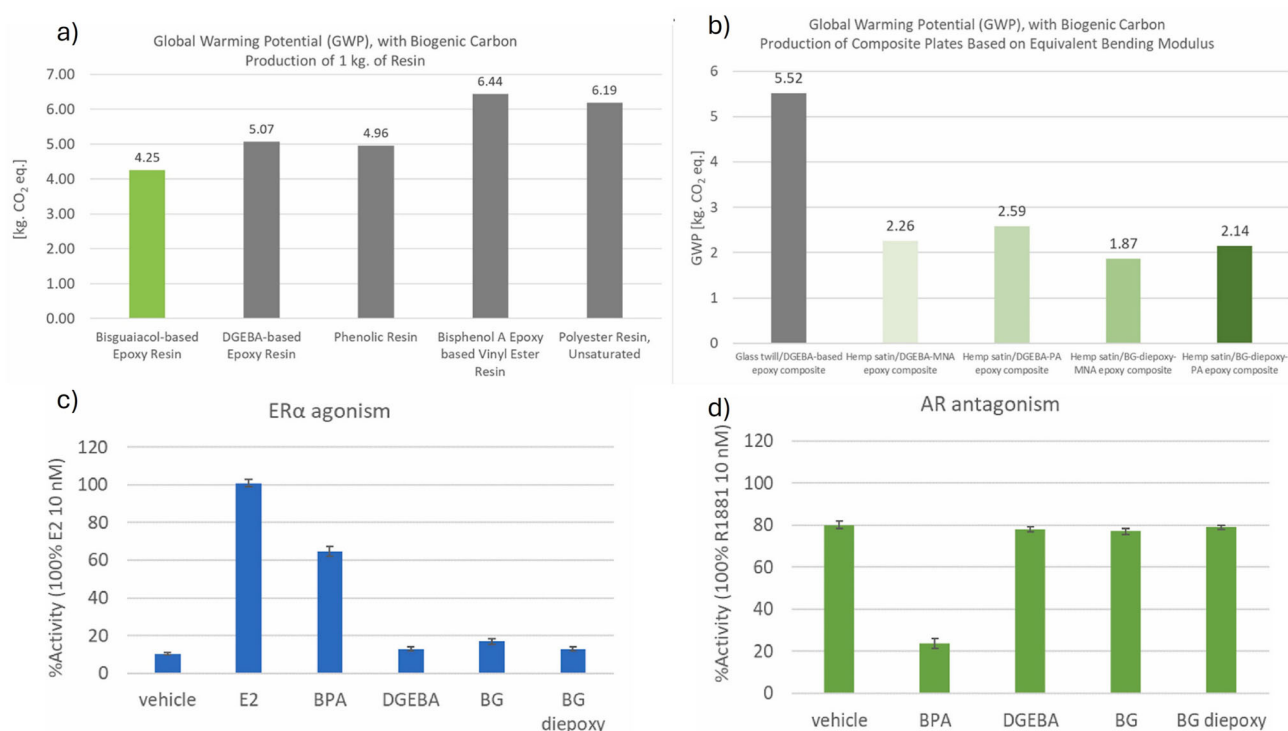 a)
Global Warming Potential (GWP), with Biogenic Carbon
Production of 1 kg. of Resin
[kg. CO2 eq.]
7.00
6.00
5.00
4.00
3.00
2.00
1.00
0.00
4.25
5.07
4.96
6.44
6.19
Bisguaiacol-based
Epoxy Resin
DGEBA-based
Epoxy Resin
Phenolic Resin
Bisphenol A Epoxy
based Vinyl Ester
Resin
Polyester Resin,
Unsaturated
b)
Global Warming Potential (GWP), with Biogenic Carbon
Production of Composite Plates Based on Equivalent Bending Modulus
GWP [kg. CO2 eq.]
6
5
4
3
2
1
0
5.52
2.26
2.59
1.87
2.14
Glass twill/DGEBA-based
epoxy composite
Hemp satin/DGEBA-MNA
epoxy composite
Hemp satin/DGEBA-PA
epoxy composite
Hemp satin/BG-diepoxy-
MNA epoxy composite
Hemp satin/BG-diepoxy-
PA epoxy composite
c)
ERα agonism
%Activity (100% E2 10 nM)
120
100
80
60
40
20
0
vehicle
E2
BPA
DGEBA
BG
BG
diepoxy
d)
AR antagonism
%Activity (100% R1881 10 nM)
120
100
80
60
40
20
0
vehicle
BPA
DGEBA
BG
BG diepoxy